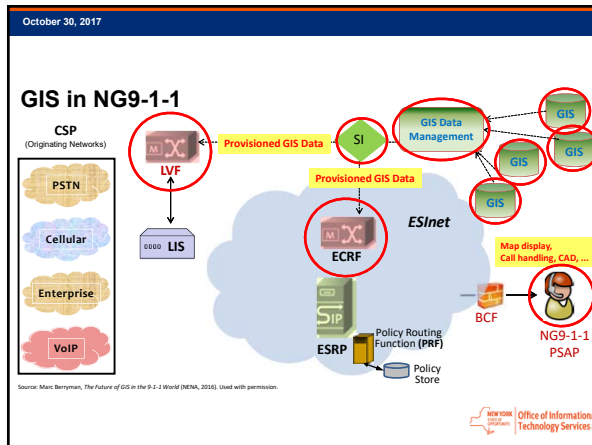 October 30, 2017
GIS in NG9-1-1
CSP
(Originating Networks)
PSTN
Cellular
Enterprise
VoIP
M
LVF
LIS
Provisioned GIS Data
SI
GIS Data
Management
GIS
GIS
GIS
GIS
Provisioned GIS Data
M
ECRF
ESInet
SIP
ESRP
Policy Routing
Function (PRF)
Policy
Store
Map display,
Call handling, CAD, ...
BCF
NG9-1-1
PSAP
Source: Marc Berryman, The Future of GIS in the 9-1-1 World (NENA, 2016). Used with permission.
NEW YORK
STATE OF
OPPORTUNITY.
Office of Information
Technology Services